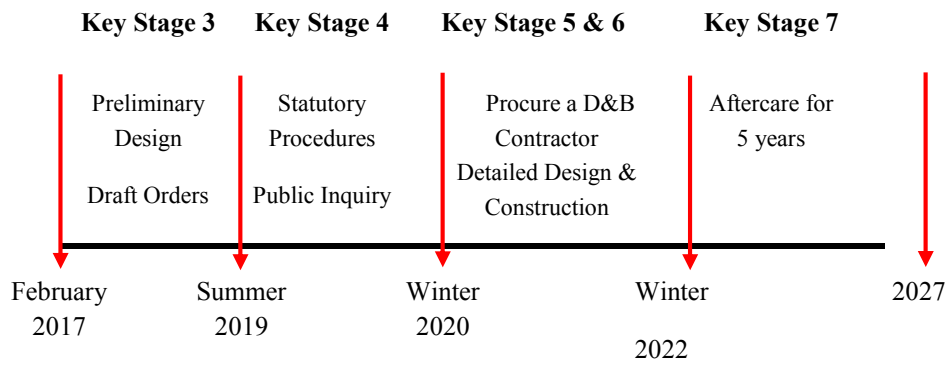 Key Stage 3
Key Stage 4
Key Stage 5 & 6
Key Stage 7
Preliminary
Design
Draft Orders
Statutory
Procedures
Public Inquiry
Procure a D&B
Contractor
Detailed Design &
Construction
Aftercare for
5 years
February
2017
Summer
2019
Winter
2020
Winter
2022
2027